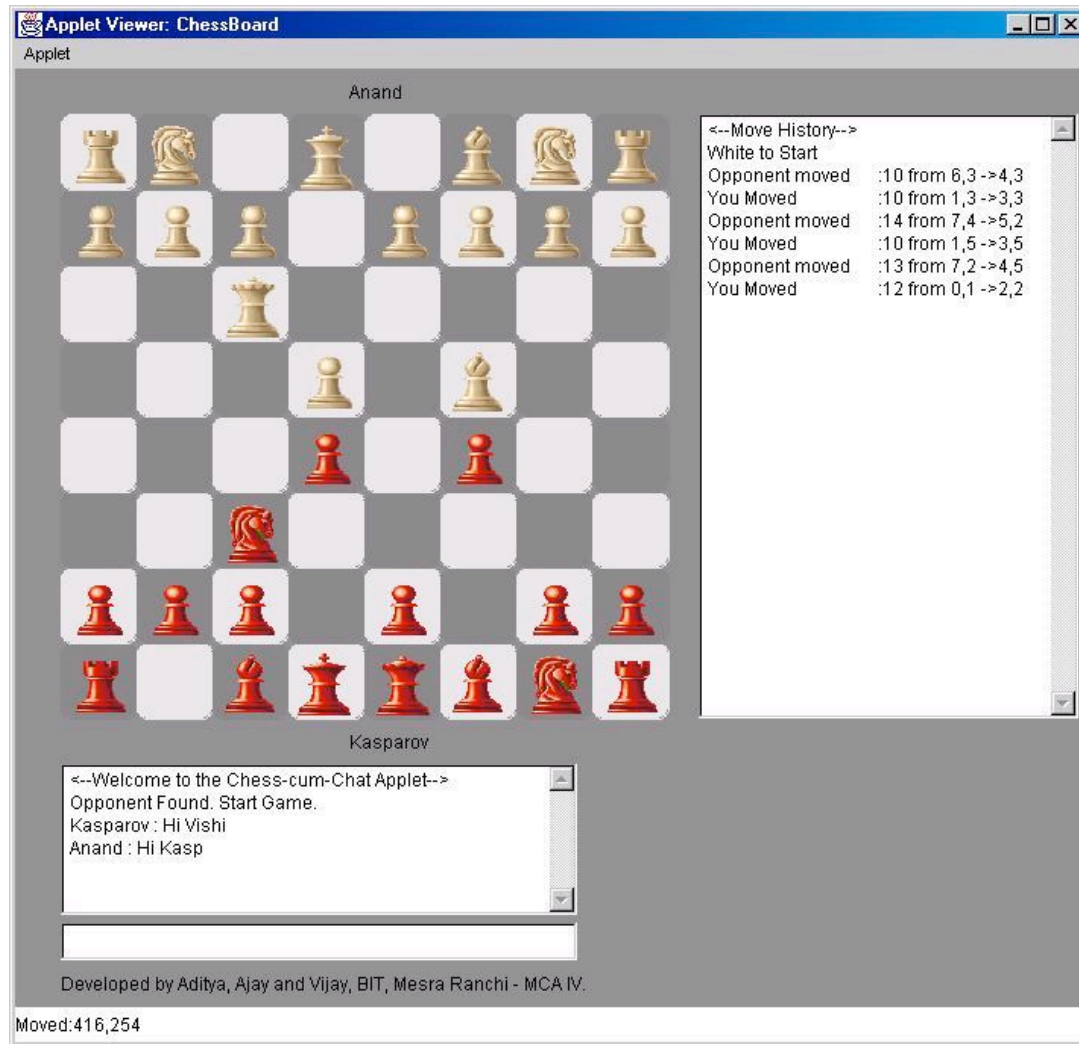 Applet Viewer: ChessBoard
Applet
Anand
<--Move History-->
White to Start
Opponent moved :10 from 6,3 ->4,3
You Moved :10 from 1,3 ->3,3
Opponent moved :14 from 7,4 ->5,2
You Moved :10 from 1,5 ->3,5
Opponent moved :13 from 7,2 ->4,5
You Moved :12 from 0,1 ->2,2
Kasparov
<--Welcome to the Chess-cum-Chat Applet-->
Opponent Found. Start Game.
Kasparov : Hi Vishi
Anand : Hi Kasp
Developed by Aditya, Ajay and Vijay, BIT, Mesra Ranchi - MCA IV.
Moved:416,254